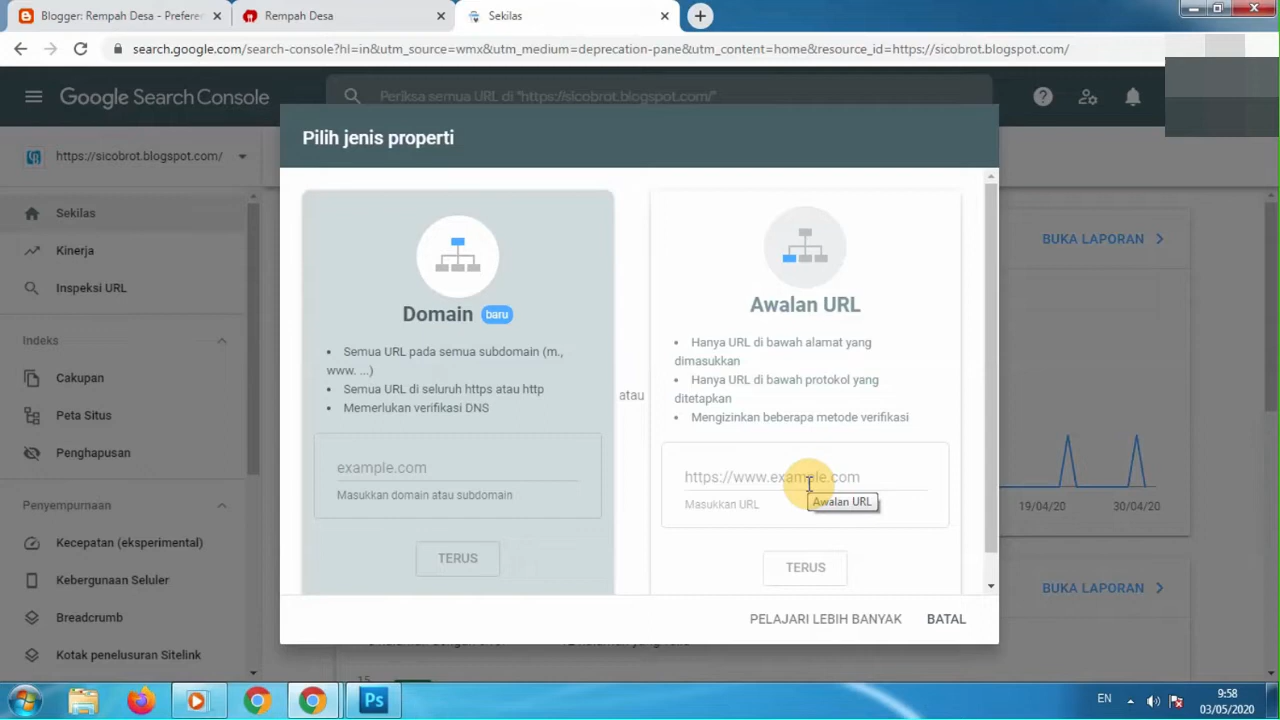 Blogger: Rempah Desa - Prefere
Rempah Desa
Sekilas
search.google.com/search-console?hl=in&utm_source=wmx&utm_medium=deprecation-pane&utm_content=home&resource_id=https://sicobrot.blogspot.com/
Google Search Console
Periksa semua URL di "https://sicobrot.blogspot.com/"
https://sicobrot.blogspot.com/
Sekilas
Kinerja
Inspeksi URL
Indeks
Cakupan
Peta Situs
Penghapusan
Penyempurnaan
Kecepatan (eksperimental)
Kebergunaan Seluler
Breadcrumb
Kotak penelusuran Sitelink
Pilih jenis properti
Domain baru
• Semua URL pada semua subdomain (m.,
www. ...)
• Semua URL di seluruh https atau http
• Memerlukan verifikasi DNS
example.com
Masukkan domain atau subdomain
TERUS
atau
Awalan URL
• Hanya URL di bawah alamat yang
dimasukkan
• Hanya URL di bawah protokol yang
ditetapkan
• Mengizinkan beberapa metode verifikasi
https://www.example.com
Masukkan URL
Awalan URL
TERUS
PELAJARI LEBIH BANYAK
BATAL
BUKA LAPORAN
19/04/20
30/04/20
BUKA LAPORAN
15
Ps
EN
9:58
03/05/2020